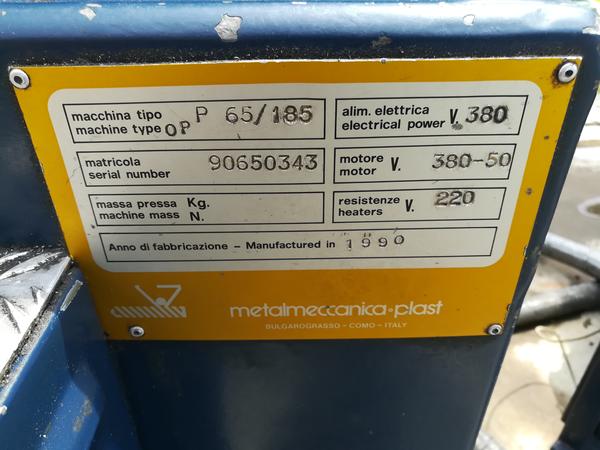 macchina tipo
machine type OPP 65/185
alim. elettrica
electrical power V. 380
matricola
serial number 90650343
motore
motor V. 380-50
massa pressa Kg.
machine mass N.
resistenze
heaters V. 220
Anno di fabbricazione - Manufactured in 1990
metalmeccanica·plast
BULGAROGRASSO - COMO - ITALY